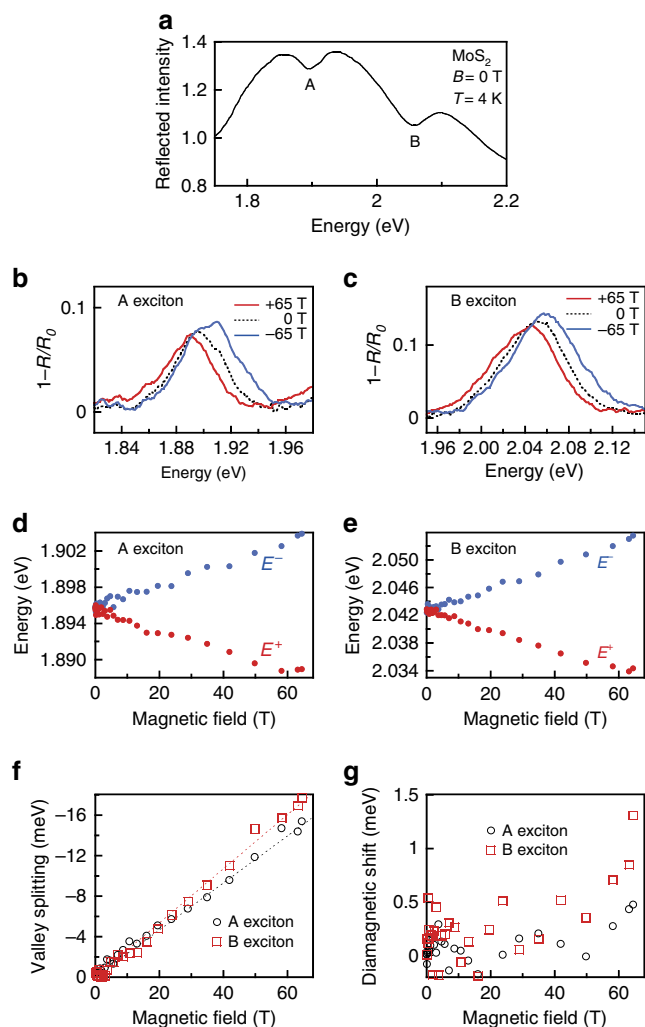 a
Reflected intensity
1.4
1.2
1.0
0.8
A
B
MoS2
B = 0 T
T = 4 K
1.8
2
2.2
Energy (eV)
b
A exciton
+65 T
0 T
−65 T
1−R/R0
0.1
0
1.84
1.88
1.92
1.96
Energy (eV)
c
B exciton
+65 T
0 T
−65 T
1−R/R0
0.1
0
1.96
2.00
2.04
2.08
2.12
Energy (eV)
d
A exciton
Energy (eV)
1.902
1.898
1.894
1.890
E−
E+
0
20
40
60
Magnetic field (T)
e
B exciton
Energy (eV)
2.050
2.046
2.042
2.038
2.034
E−
E+
0
20
40
60
Magnetic field (T)
f
Valley splitting (meV)
−16
−12
−8
−4
0
A exciton
B exciton
0
20
40
60
Magnetic field (T)
g
Diamagnetic shift (meV)
1.5
1
0.5
0
A exciton
B exciton
0
20
40
60
Magnetic field (T)